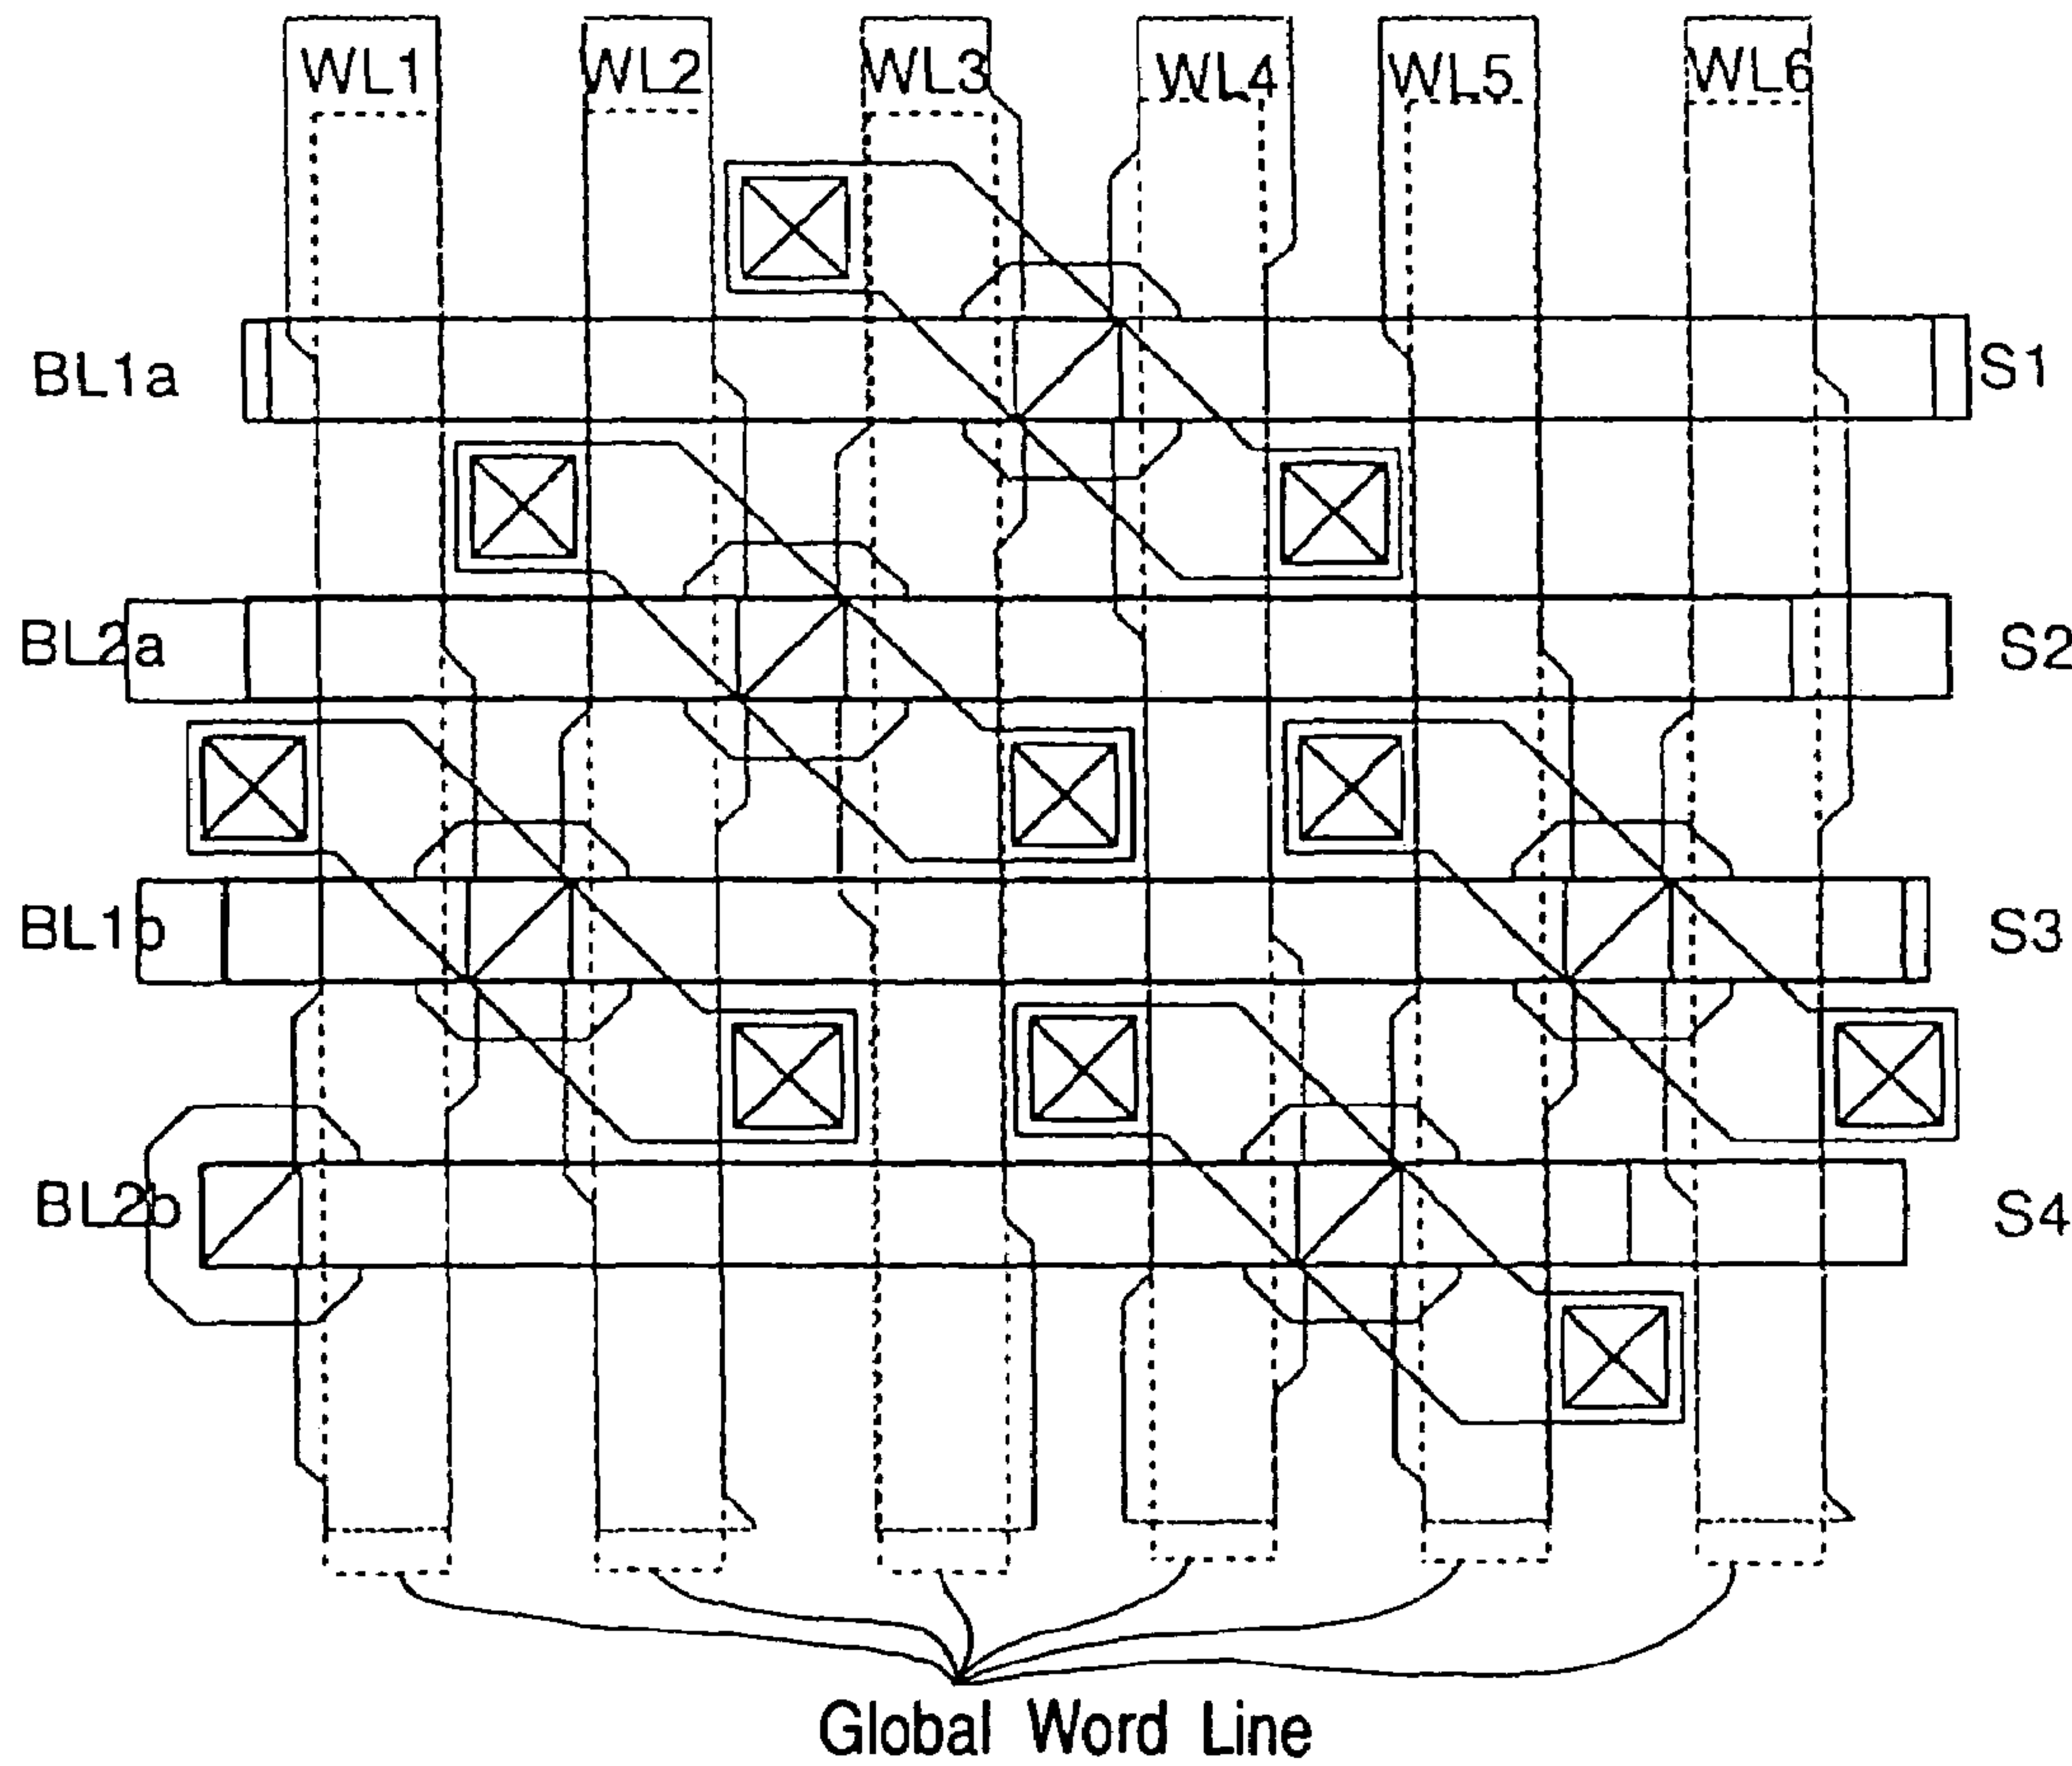 WL1 WL2 WL3 WL4 WL5 WL6
BL1a S1
BL2a S2
BL1b S3
BL2b S4
Global Word Line